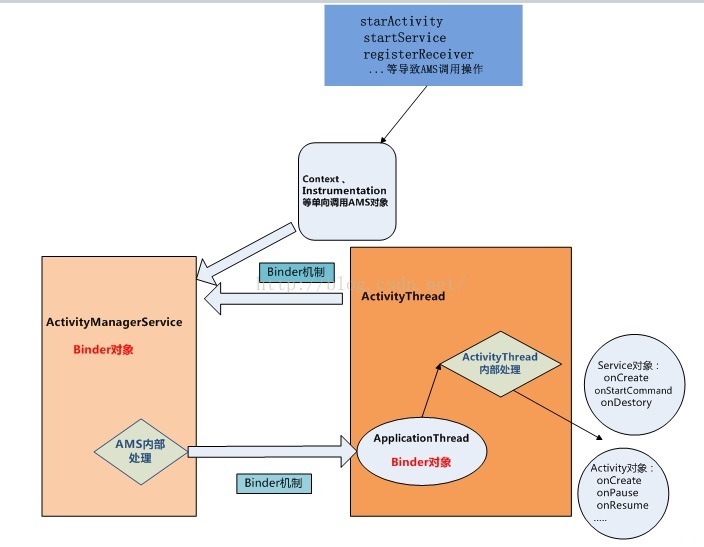 starActivity
startService
registerReceiver
...等导致AMS调用操作
Context 、
Instrumentation
等单向调用AMS对象
Binder机制
http://blog.csdn.net/
ActivityManagerService
Binder对象
ActivityThread
ActivityThread
内部处理
Service对象：
onCreate
onStartCommand
onDestory
AMS内部
处理
ApplicationThread
Binder对象
Binder机制
Activity对象：
onCreate
onPause
onResume
.....